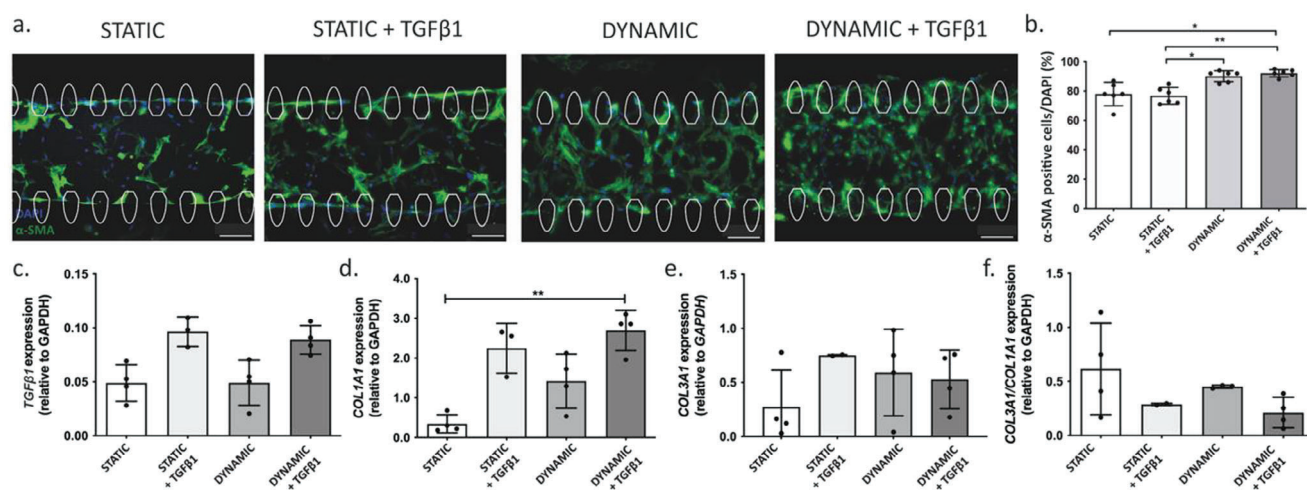 a.
STATIC
STATIC + TGFβ1
DYNAMIC
DYNAMIC + TGFβ1
DAPI
α-SMA
b.
α-SMA positive cells/DAPI (%)
100
80
60
40
20
0
*
**
*
STATIC
STATIC
+ TGFβ1
DYNAMIC
DYNAMIC
+ TGFβ1
c.
TGFβ1 expression
(relative to GAPDH)
0.15
0.10
0.05
0.00
STATIC
STATIC
+ TGFβ1
DYNAMIC
DYNAMIC
+ TGFβ1
d.
COL1A1 expression
(relative to GAPDH)
4.0
3.0
2.0
1.0
0.0
**
STATIC
STATIC
+ TGFβ1
DYNAMIC
DYNAMIC
+ TGFβ1
e.
COL3A1 expression
(relative to GAPDH)
1.5
1.0
0.5
0.0
STATIC
STATIC
+ TGFβ1
DYNAMIC
DYNAMIC
+ TGFβ1
f.
COL3A1/COL1A1 expression
(relative to GAPDH)
1.5
1.0
0.5
0.0
STATIC
STATIC
+ TGFβ1
DYNAMIC
DYNAMIC
+ TGFβ1